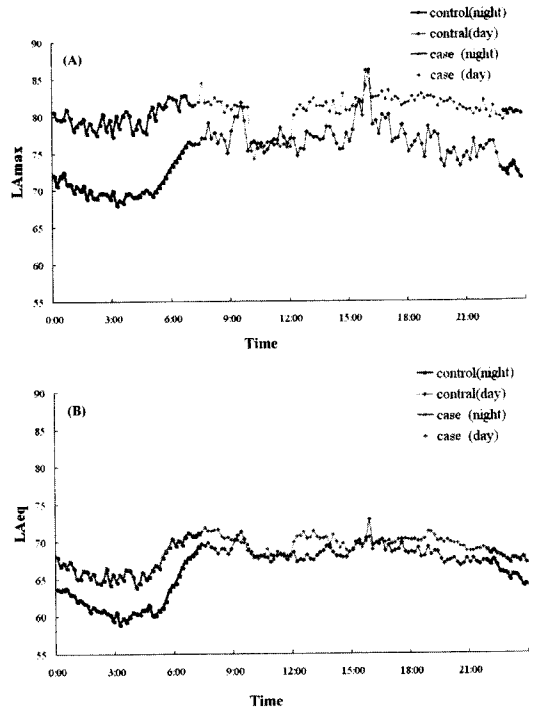 control(night)
contral(day)
case (night)
case (day)
90
(A)
85
80
75
70
65
60
55
LAmax
0:00 3:00 6:00 9:00 12:00 15:00 18:00 21:00
Time
control(night)
contral(day)
case (night)
case (day)
90
(B)
85
80
75
70
65
60
55
LAeq
0:00 3:00 6:00 9:00 12:00 15:00 18:00 21:00
Time